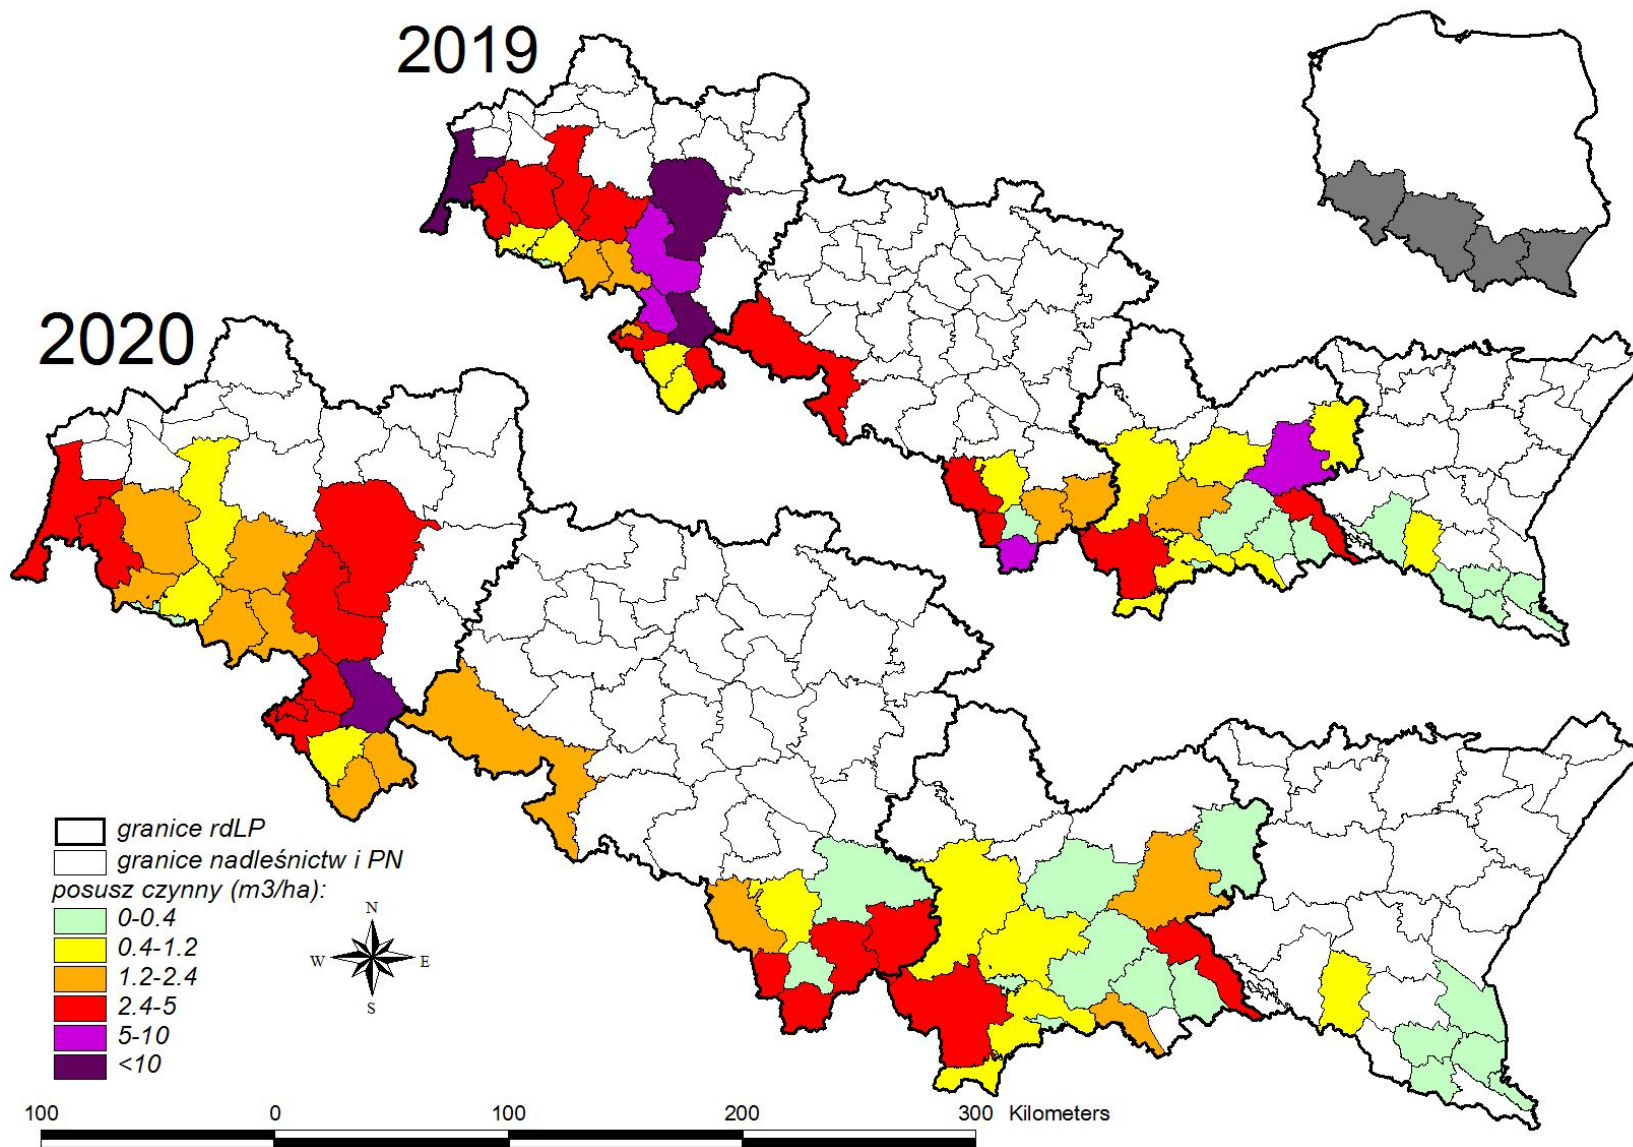 2019
2020
granice rdLP
granice nadleśnictw i PN
posusz czynny (m3/ha):
0-0.4
0.4-1.2
1.2-2.4
2.4-5
5-10
<10
N
W E
S
100 0 100 200 300 Kilometers